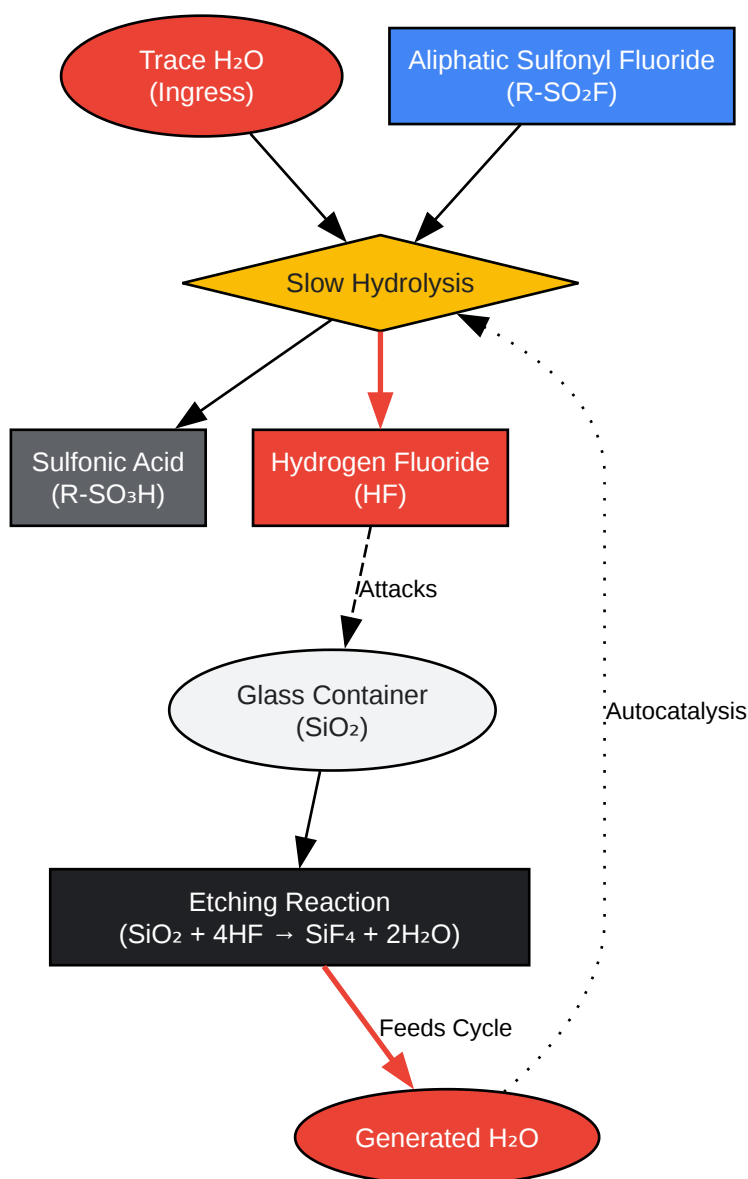 Trace H₂O
(Ingress)
Aliphatic Sulfonyl Fluoride
(R-SO₂F)
Slow Hydrolysis
Sulfonic Acid
(R-SO₃H)
Hydrogen Fluoride
(HF)
Attacks
Glass Container
(SiO₂)
Autocatalysis
Etching Reaction
(SiO₂ + 4HF → SiF₄ + 2H₂O)
Feeds Cycle
Generated H₂O